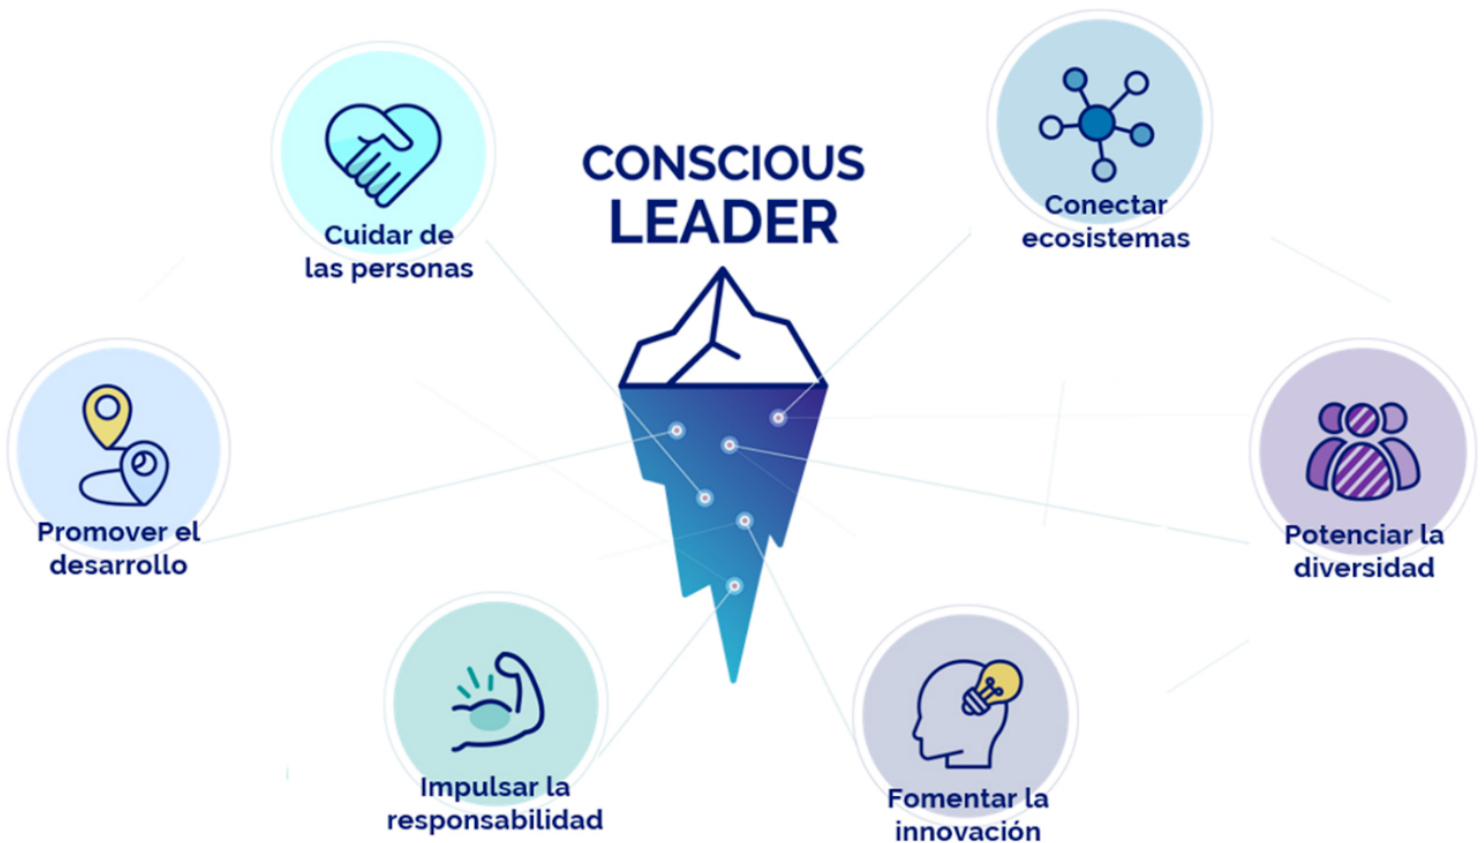 CONSCIOUS
LEADER
Cuidar de
las personas
Conectar
ecosistemas
Promover el
desarrollo
Potenciar la
diversidad
Impulsar la
responsabilidad
Fomentar la
innovación